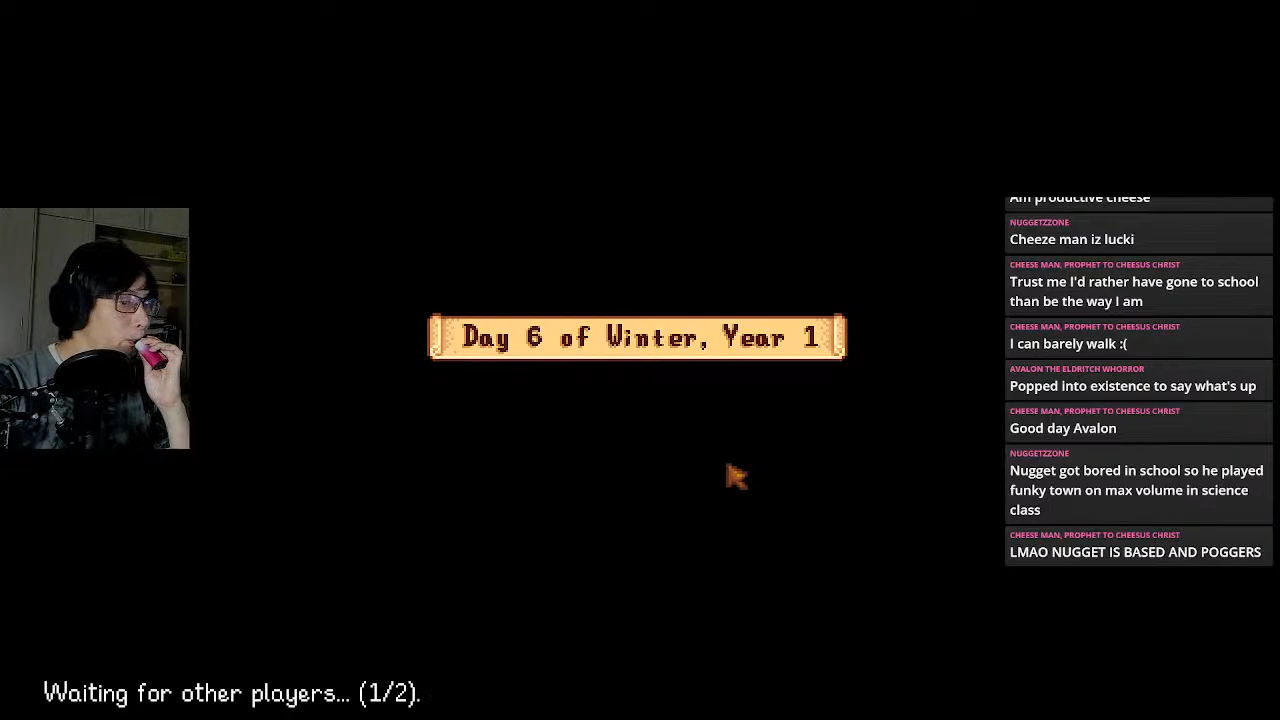 Am productive cheese
NUGGETZZONE
Cheeze man iz lucki
CHEESE MAN, PROPHET TO CHEESUS CHRIST
Trust me I'd rather have gone to school
than be the way I am
CHEESE MAN, PROPHET TO CHEESUS CHRIST
I can barely walk :(
AVALON THE ELDRITCH WHORROR
Popped into existence to say what's up
CHEESE MAN, PROPHET TO CHEESUS CHRIST
Good day Avalon
NUGGETZZONE
Nugget got bored in school so he played
funky town on max volume in science
class
CHEESE MAN, PROPHET TO CHEESUS CHRIST
LMAO NUGGET IS BASED AND POGGERS
Day 6 of Winter, Year 1
Waiting for other players... (1/2).